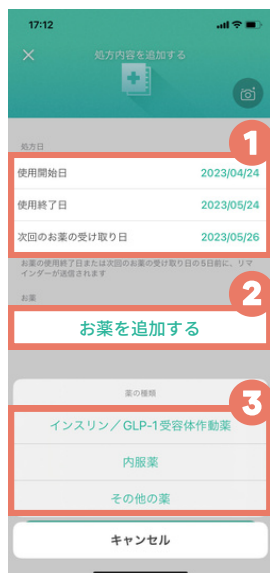 17:12
処方内容を追加する
処方日
1
使用開始日 2023/04/24
使用終了日 2023/05/24
次回のお薬の受け取り日 2023/05/26
お薬の使用終了日または次回のお薬の受け取り日の5日前に、リマ
インダーが送信されます
お薬
2
お薬を追加する
薬の種類
3
インスリン／GLP-1受容体作動薬
内服薬
その他の薬
キャンセル